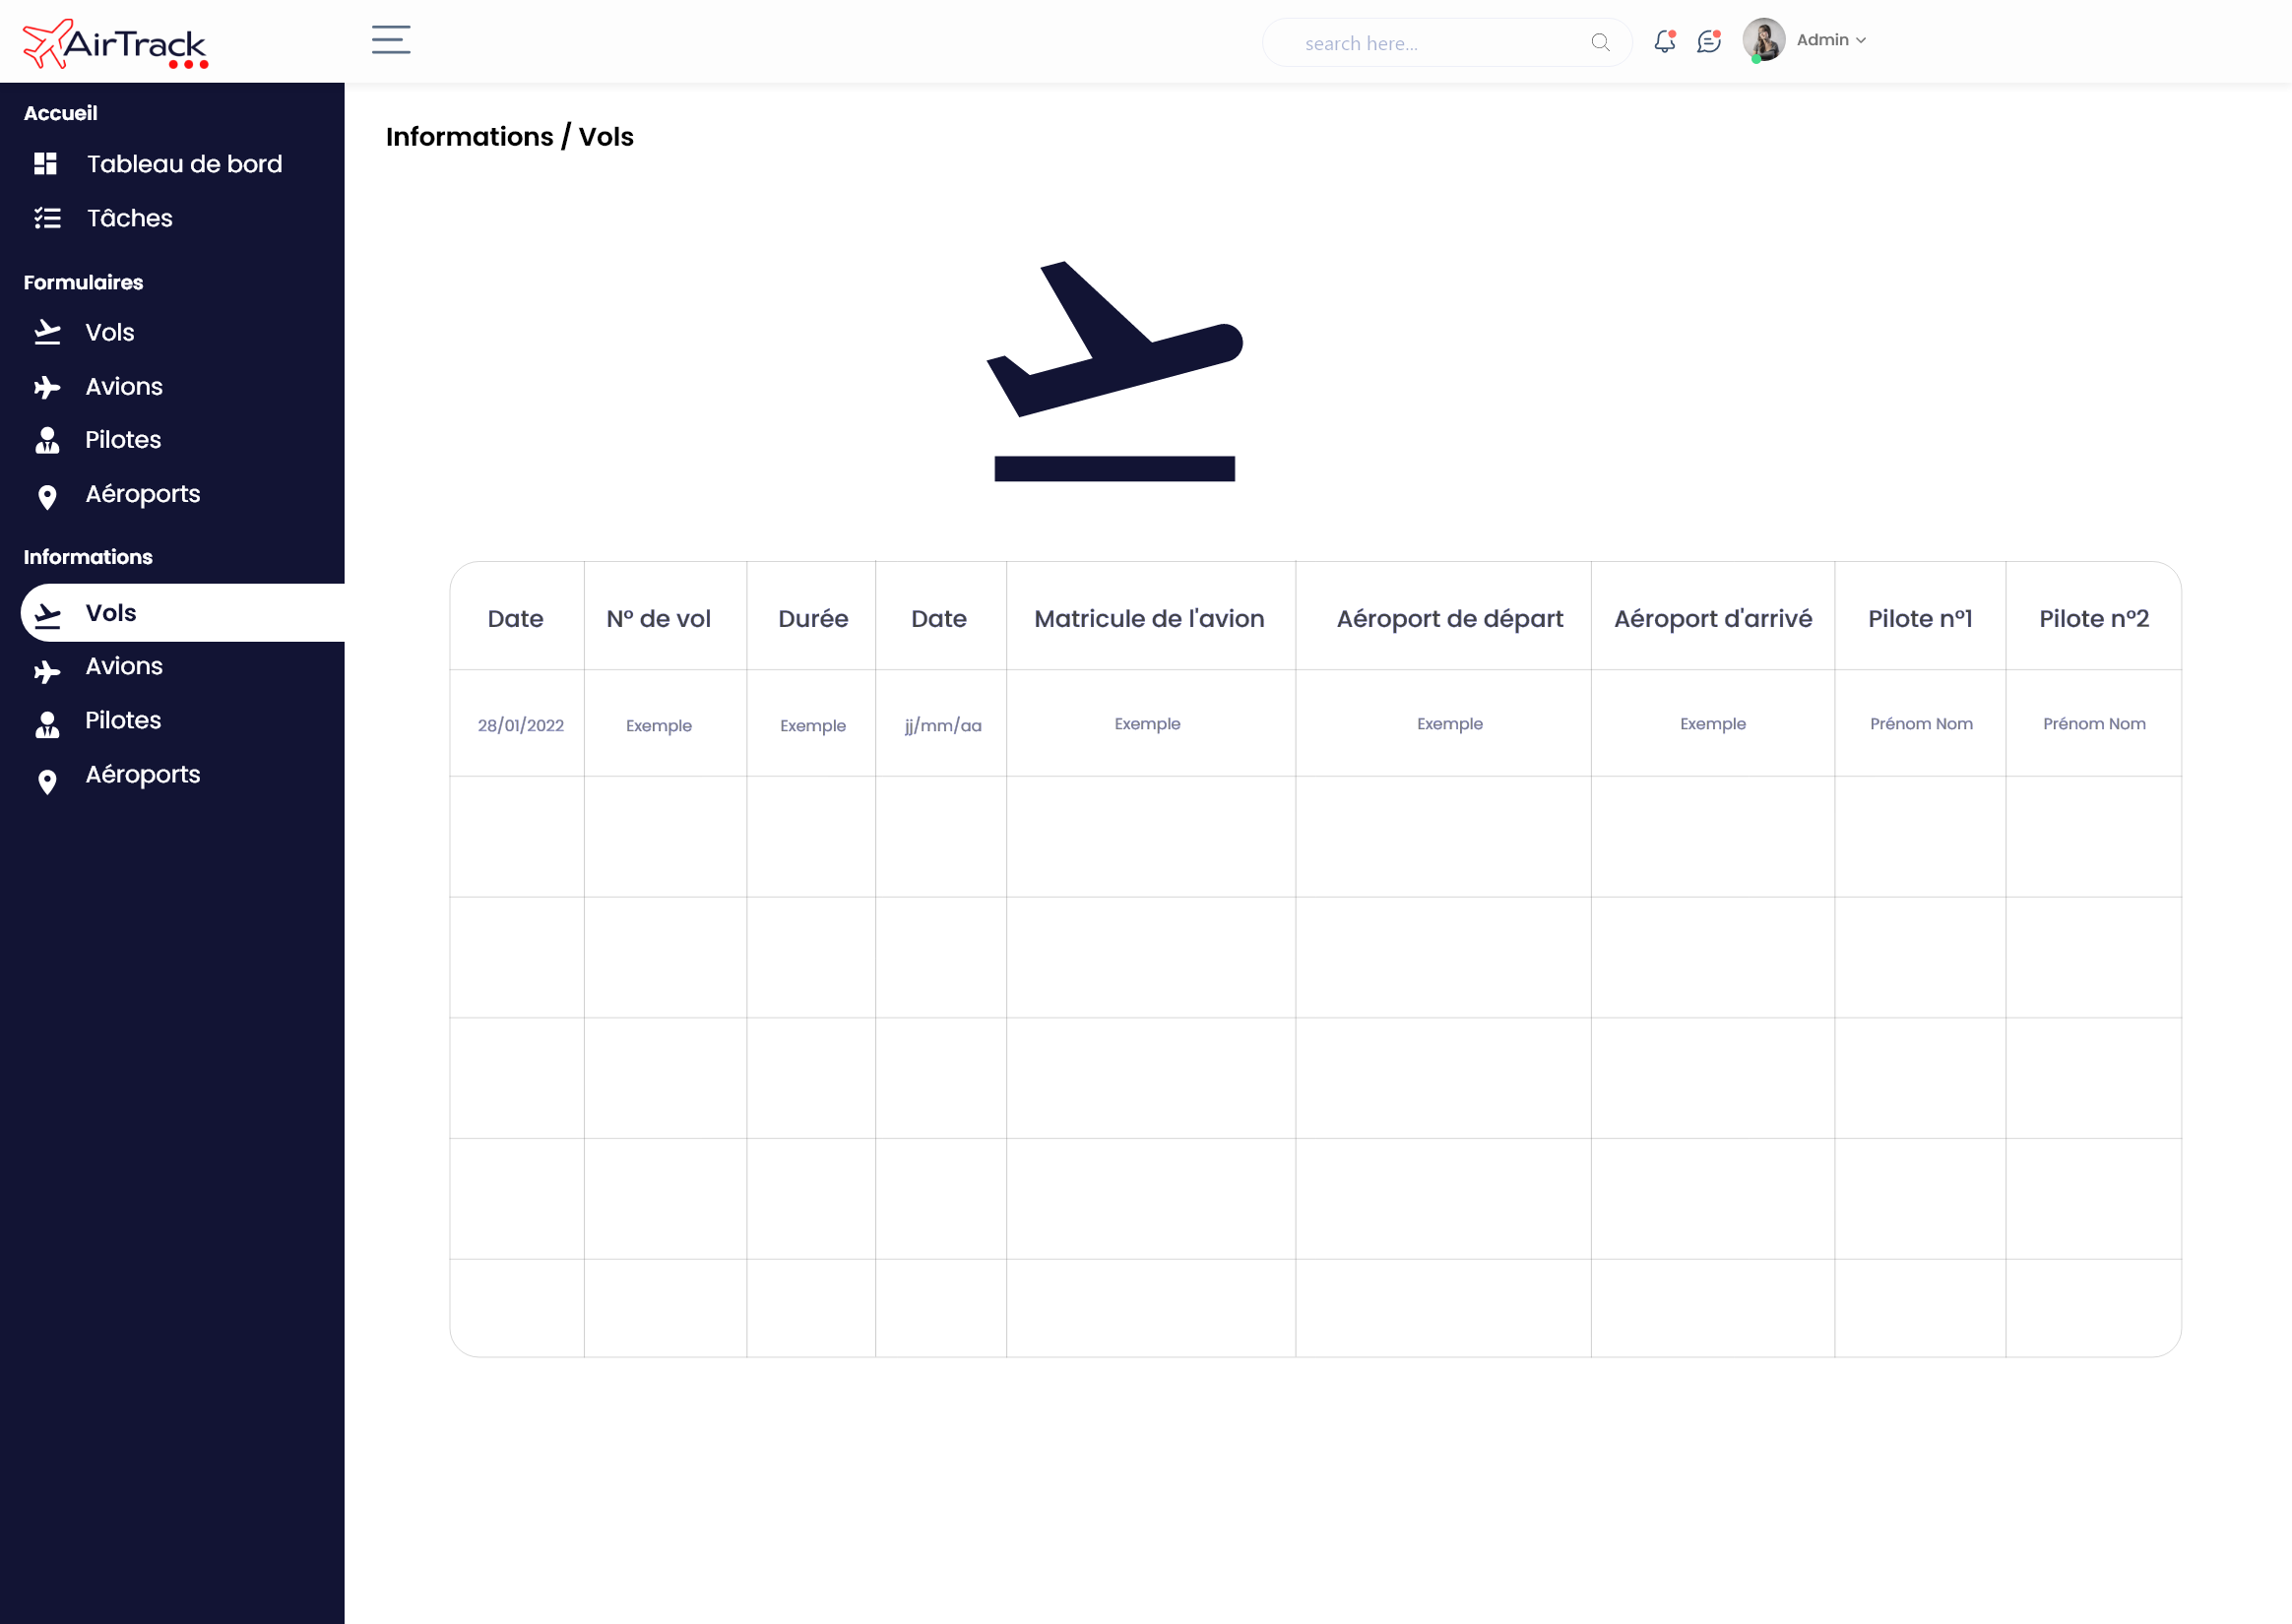 AirTrack
search here...
Admin
Accueil
Tableau de bord
Tâches
Formulaires
Vols
Avions
Pilotes
Aéroports
Informations
Vols
Avions
Pilotes
Aéroports
Informations / Vols
Date N° de vol Durée Date Matricule de l'avion Aéroport de départ Aéroport d'arrivé Pilote n°1 Pilote n°2
28/01/2022 Exemple Exemple jj/mm/aa Exemple Exemple Exemple Prénom Nom Prénom Nom